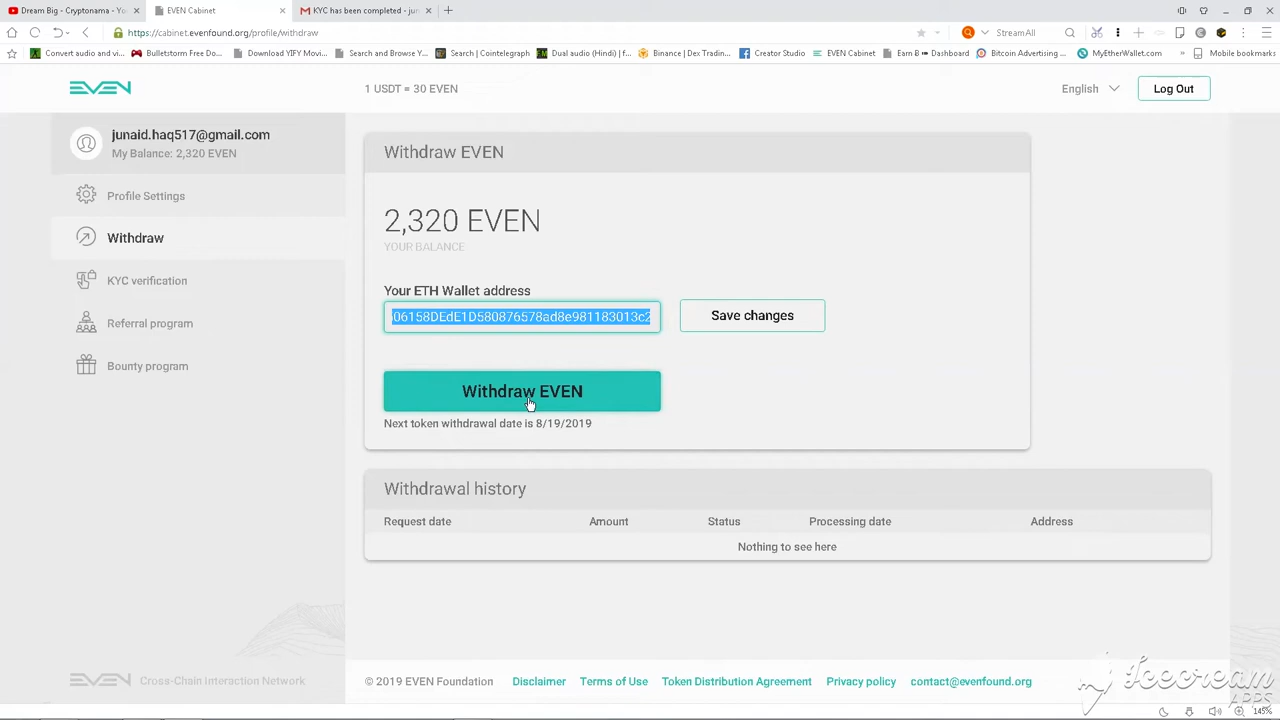 Dream Big - Cryptonama - Yo
EVEN Cabinet
KYC has been completed - jun
https://cabinet.evenfound.org/profile/withdraw
StreamAll
Convert audio and vi...
Bulletstorm Free Do...
Download YIFY Movi...
Search and Browse Y...
Search | Cointelegraph
Dual audio (Hindi) | f...
Binance | Dex Tradin...
Creator Studio
EVEN Cabinet
Dashboard
Bitcoin Advertising ...
MyEtherWallet.com
Mobile bookmarks
EVEN
1 USDT = 30 EVEN
English
Log Out
junaid.haq517@gmail.com
My Balance: 2,320 EVEN
Profile Settings
Withdraw
KYC verification
Referral program
Bounty program
Withdraw EVEN
2,320 EVEN
YOUR BALANCE
Your ETH Wallet address
06158DEdE1D580876578ad8e981183013c2
Save changes
Withdraw EVEN
Next token withdrawal date is 8/19/2019
Withdrawal history
Request date Amount Status Processing date Address
Nothing to see here
EVEN Cross-Chain Interaction Network
© 2019 EVEN Foundation Disclaimer Terms of Use Token Distribution Agreement Privacy policy contact@evenfound.org
Icecream
APPS
145%